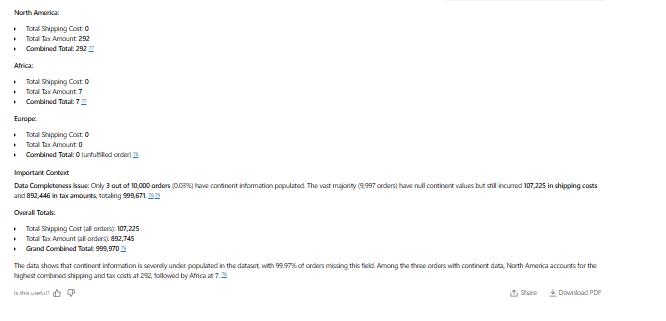 North America:
Total Shipping Cost: 0
Total Tax Amount: 292
Combined Total: 292
Africa:
Total Shipping Cost: 0
Total Tax Amount: 7
Combined Total: 7
Europe:
Total Shipping Cost: 0
Total Tax Amount: 0
Combined Total: 0 (unfulfilled order)
Important Context
Data Completeness Issue: Only 3 out of 10,000 orders (0.03%) have continent information populated. The vast majority (9,997 orders) have null continent values but still incurred 107,225 in shipping costs
and 892,446 in tax amounts, totaling 999,671.
Overall Totals:
Total Shipping Cost (all orders): 107,225
Total Tax Amount (all orders): 892,745
Grand Combined Total: 999,970
The data shows that continent information is severely under-populated in the dataset, with 99.97% of orders missing this field. Among the three orders with continent data, North America accounts for the
highest combined shipping and tax costs at 292, followed by Africa at 7.
Is this useful?
Share
Download PDF